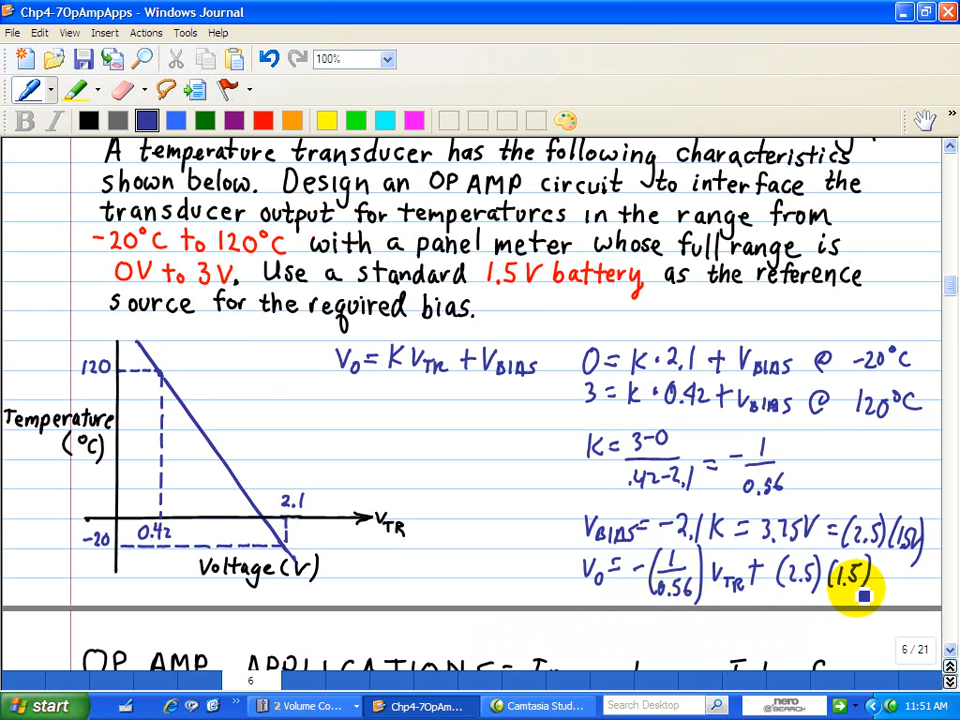 Chp4-7OpAmpApps - Windows Journal
File Edit View Insert Actions Tools Help
100%
B I
A temperature transducer has the following characteristics
shown below. Design an OP AMP circuit to interface the
transducer output for temperatures in the range from
-20°C to 120°C with a panel meter whose full range is
0V to 3V. Use a standard 1.5V battery as the reference
source for the required bias.
120
Temperature
(°C)
-20
0.42
2.1
VTR
Voltage (V)
Vo = K VTR + VBIAS
0 = K · 2.1 + VBIAS @ -20°C
3 = K · 0.42 + VBIAS @ 120°C
K = 3-0 / .42-2.1 = - 1 / 0.56
VBIAS = -2.1 K = 3.75V = (2.5)(1.5V)
Vo = -(1/0.56) VTR + (2.5)(1.5)
6 / 21
6
start
2 Volume Co...
Chp4-7OpAm...
Camtasia Stud...
Search Desktop
nero
@SEARCH
11:51 AM